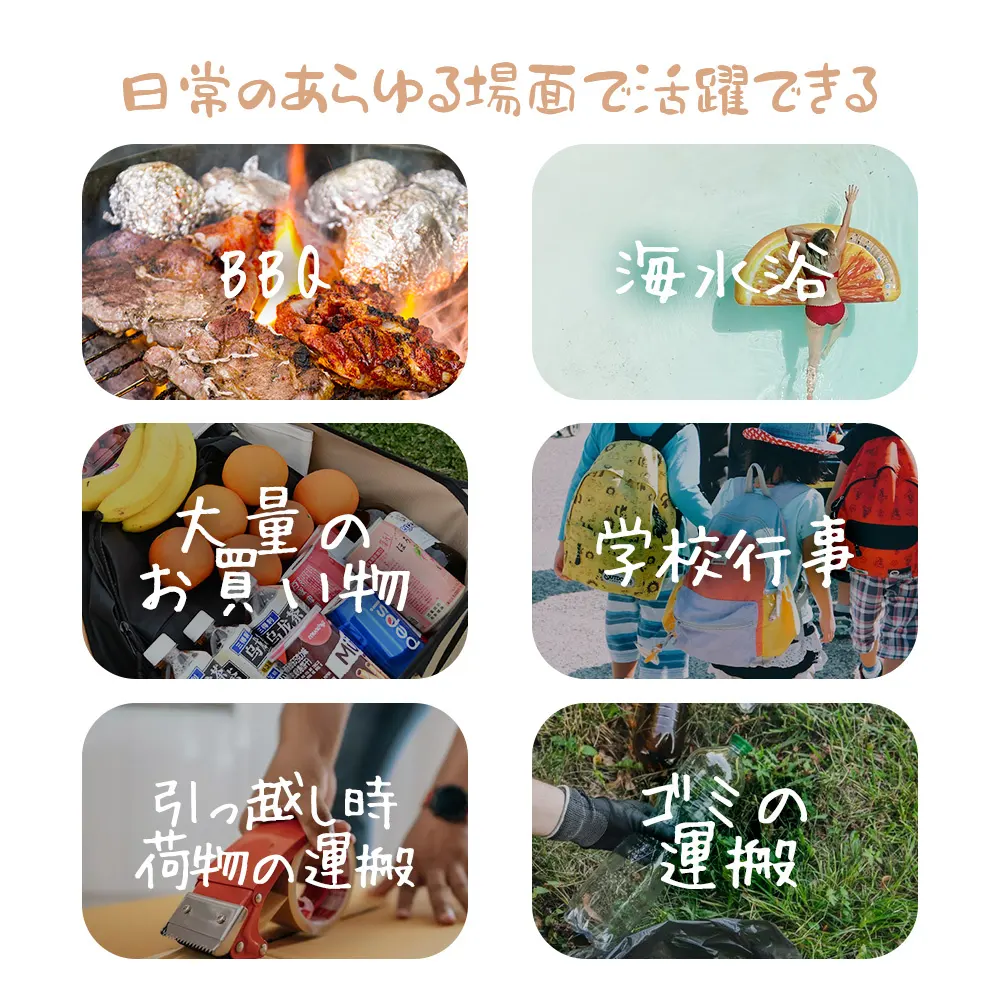 日常のあらゆる場面で活躍できる
BBQ
海水浴
大量の
お買い物
学校行事
引っ越し時
荷物の運搬
ゴミの
運搬
pepsi